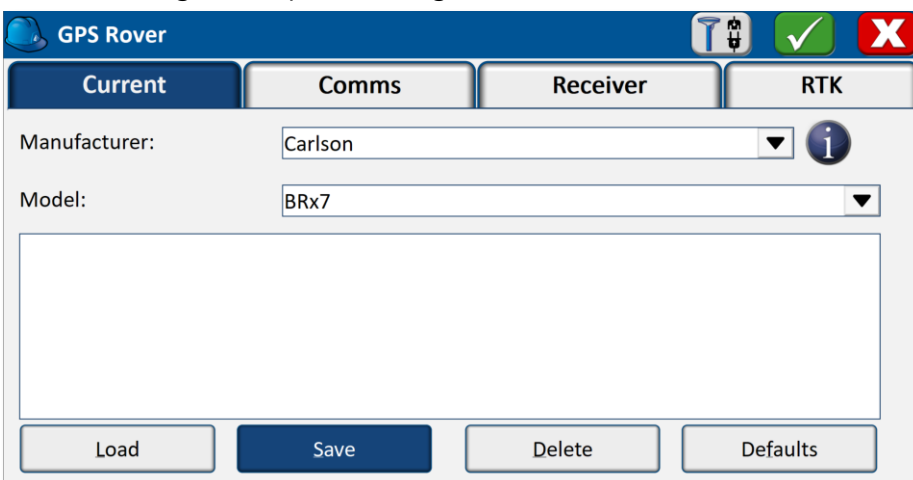 GPS Rover
Current Comms Receiver RTK
Manufacturer: Carlson
Model: BRx7
Load Save Delete Defaults